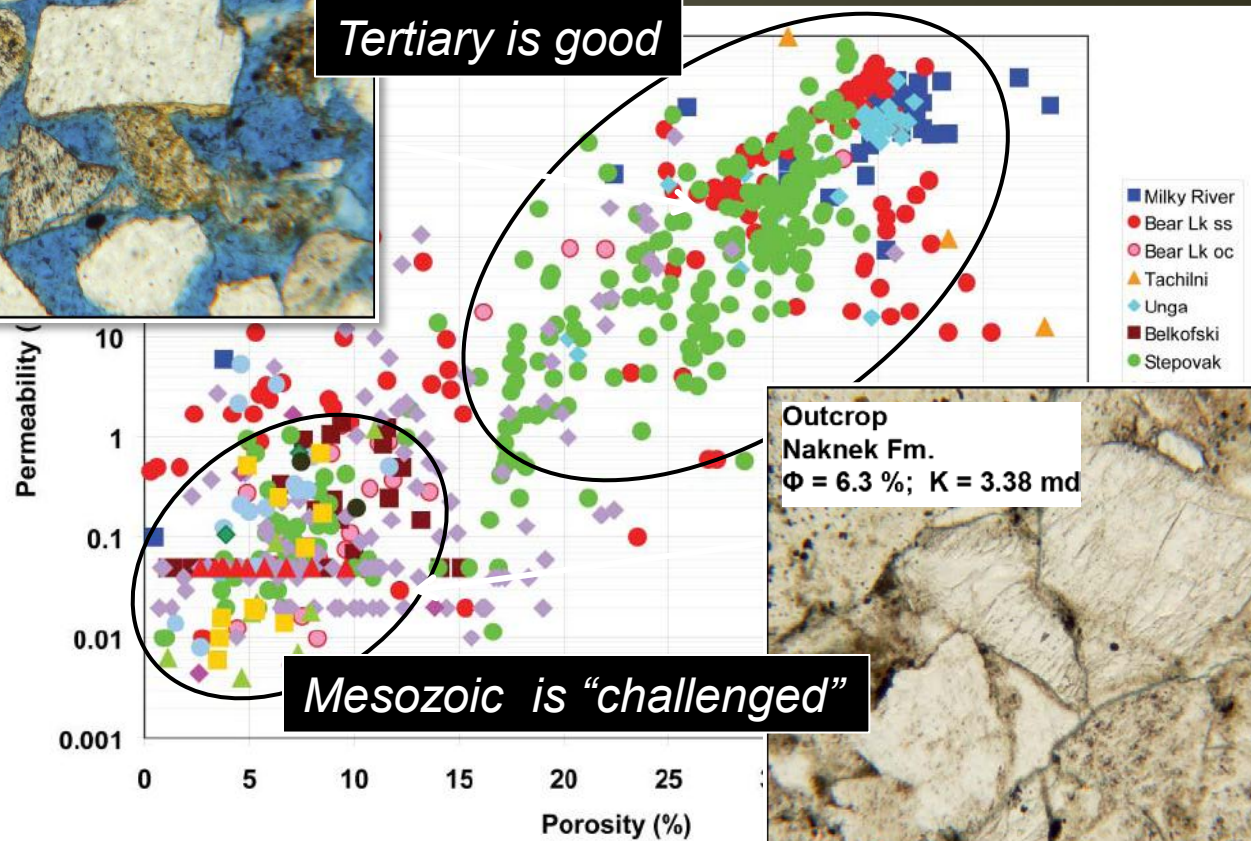 Tertiary is good
Milky River
Bear Lk ss
Bear Lk oc
Tachilni
Unga
Belkofski
Stepovak
Permeability (
10
1
0.1
0.01
0.001
Outcrop
Naknek Fm.
Φ = 6.3 %; K = 3.38 md
Mesozoic is “challenged”
0 5 10 15 20 25
Porosity (%)